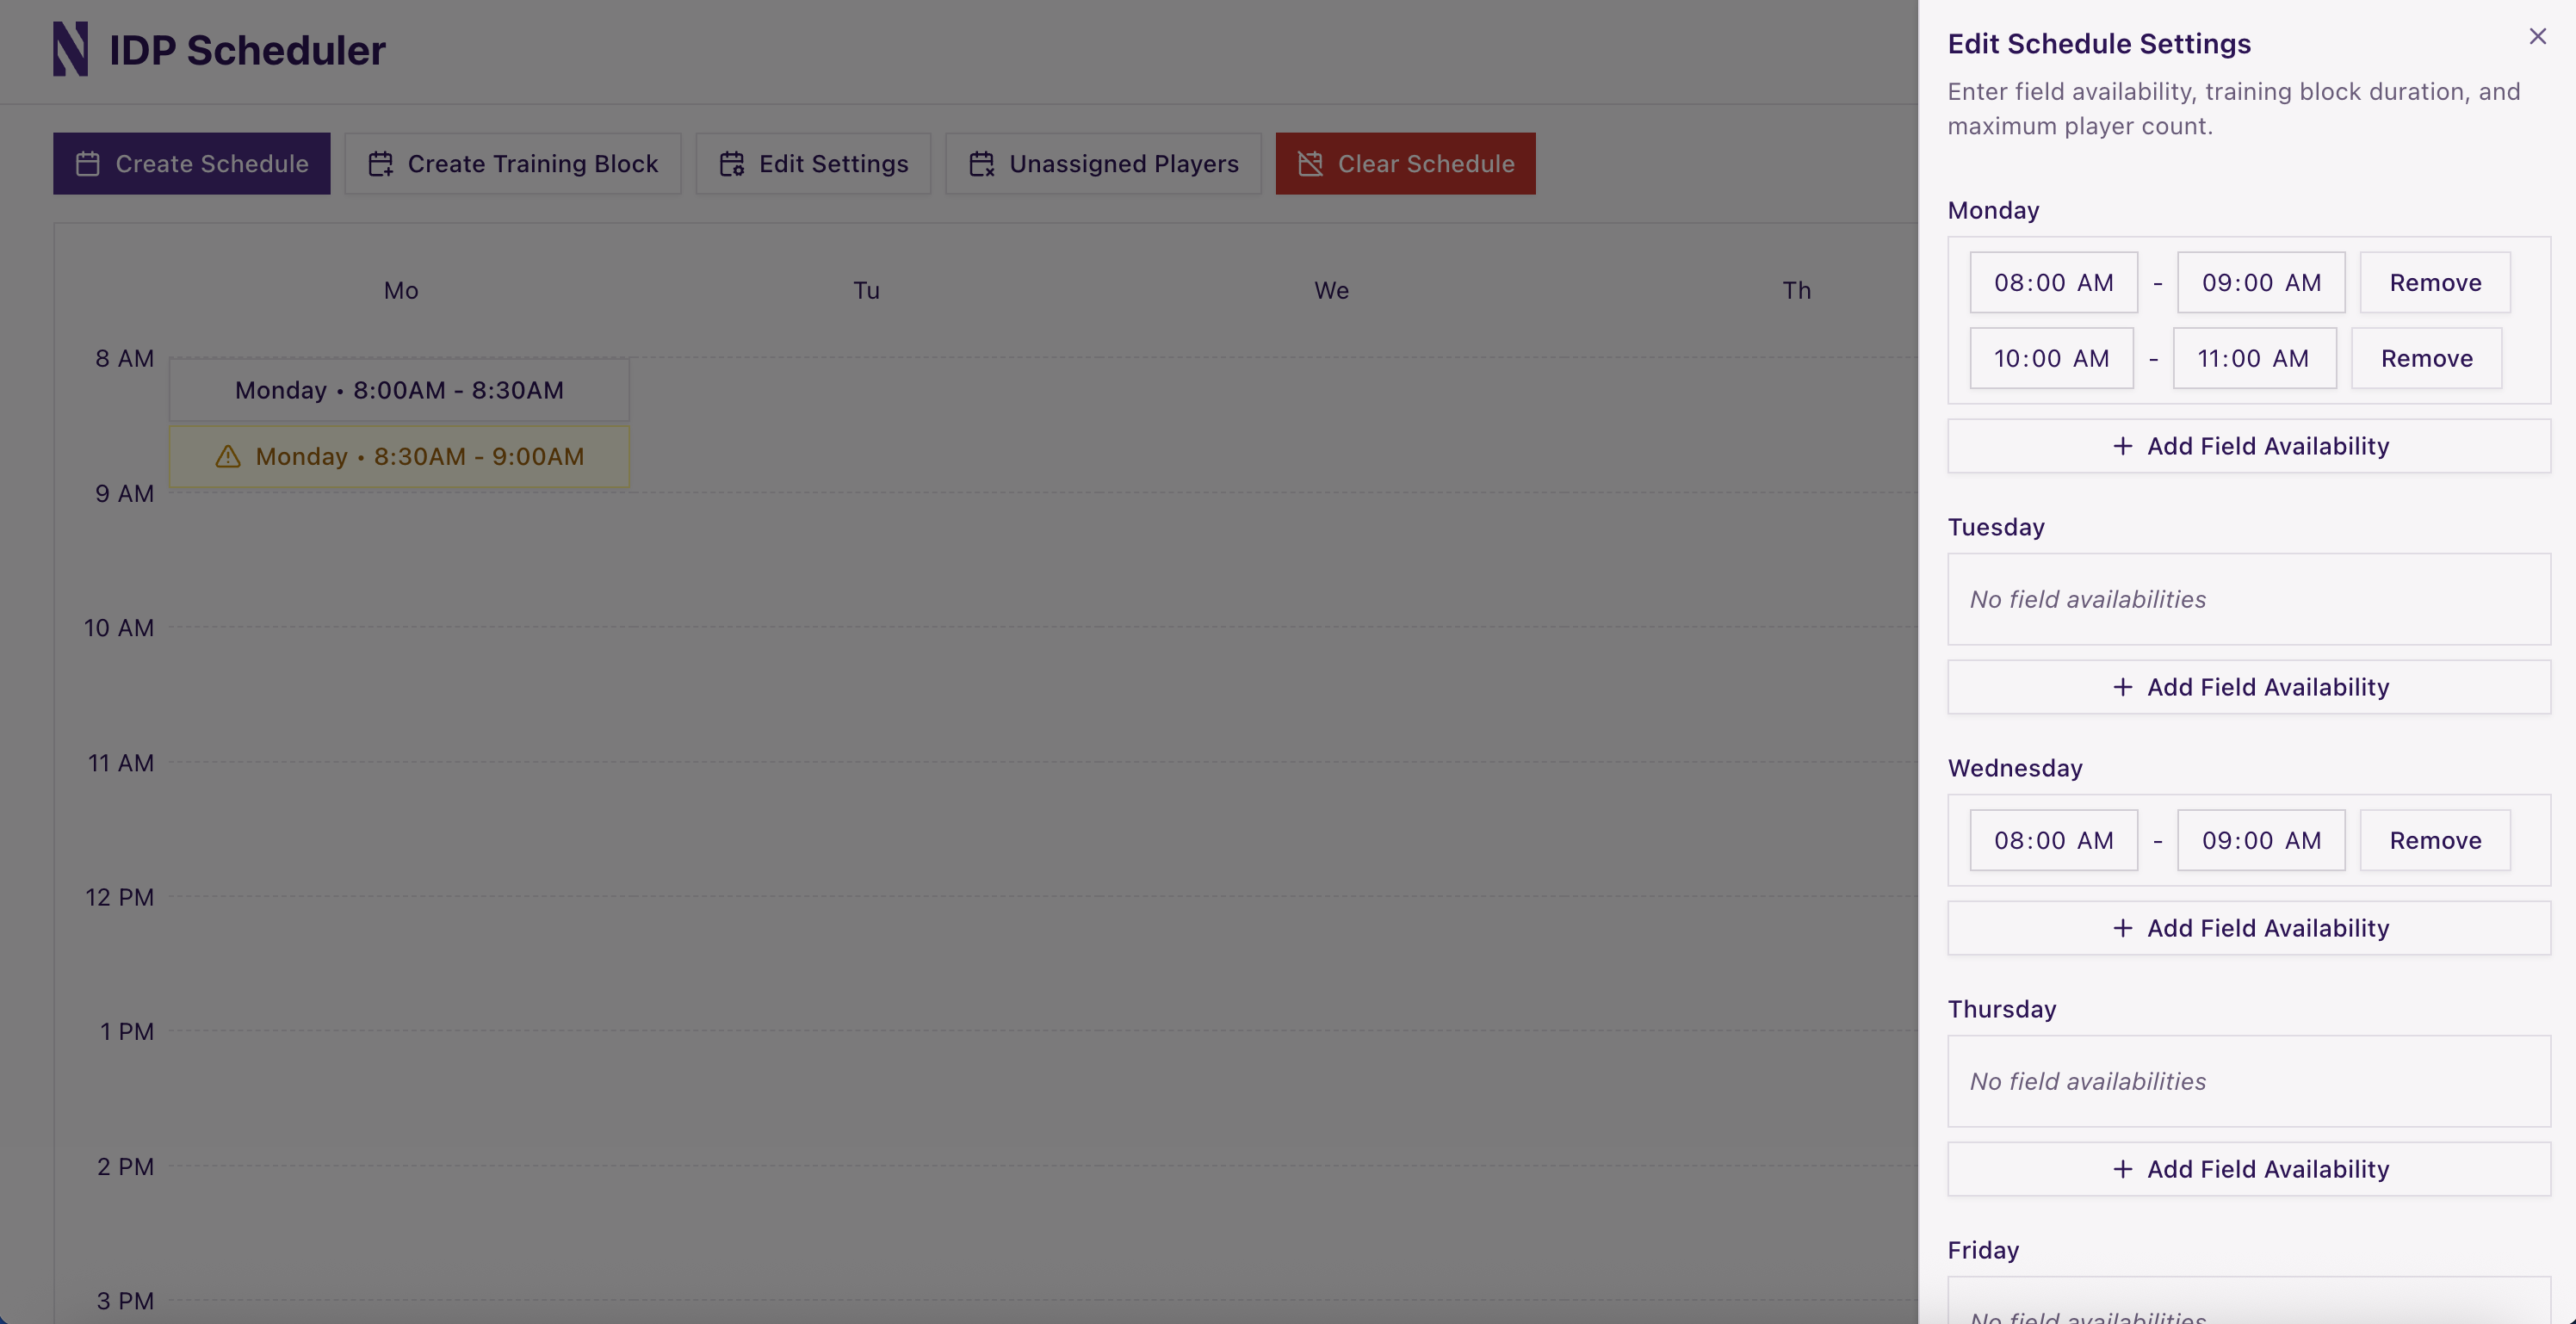 IDP Scheduler
Create Schedule
Create Training Block
Edit Settings
Unassigned Players
Clear Schedule
Mo
Tu
We
Th
8 AM
Monday • 8:00AM - 8:30AM
Monday • 8:30AM - 9:00AM
9 AM
10 AM
11 AM
12 PM
1 PM
2 PM
3 PM
Edit Schedule Settings
Enter field availability, training block duration, and
maximum player count.
Monday
08:00 AM - 09:00 AM Remove
10:00 AM - 11:00 AM Remove
+ Add Field Availability
Tuesday
No field availabilities
+ Add Field Availability
Wednesday
08:00 AM - 09:00 AM Remove
+ Add Field Availability
Thursday
No field availabilities
+ Add Field Availability
Friday
No field availabilities